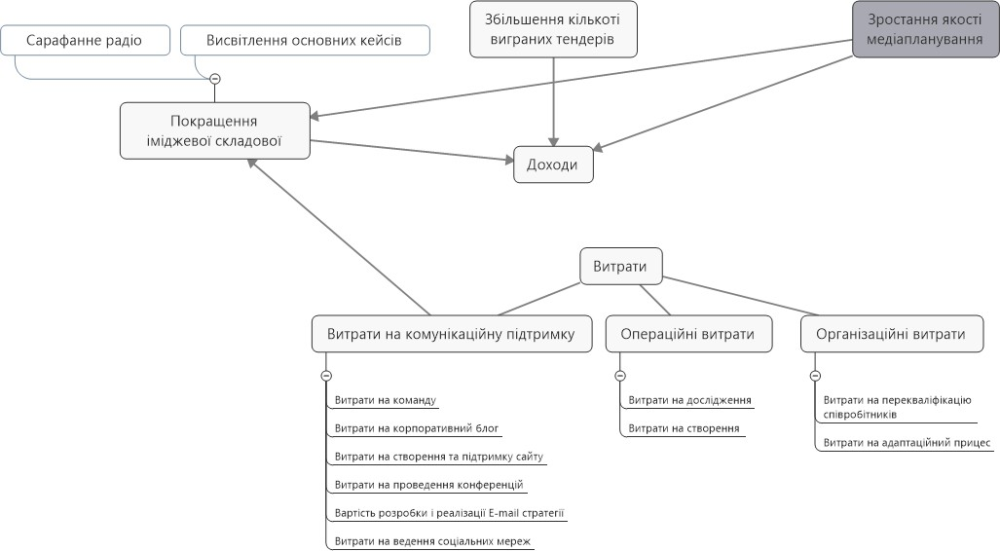 Збільшення кількоті
виграних тендерів
Зростання якості
медіапланування
Сарафанне радіо
Висвітлення основних кейсів
Покращення
іміджевої складової
Доходи
Витрати
Витрати на комунікаційну підтримку
Операційні витрати
Організаційні витрати
Витрати на команду
Витрати на корпоративний блог
Витрати на створення та підтримку сайту
Витрати на проведення конференцій
Вартість розробки і реалізації E-mail стратегії
Витрати на ведення соціальних мереж
Витрати на дослідження
Витрати на створення
Витрати на перекваліфікацію
співробітників
Витрати на адаптаційний прицес